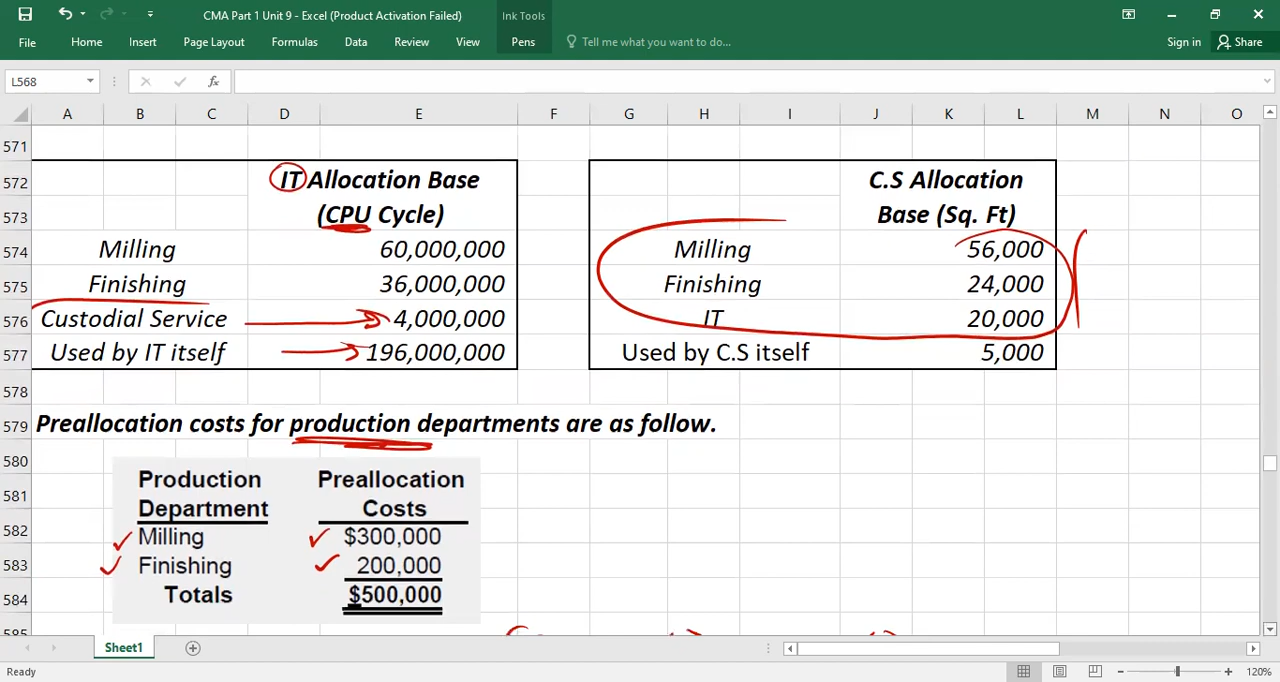 CMA Part 1 Unit 9 - Excel (Product Activation Failed)
Ink Tools
File Home Insert Page Layout Formulas Data Review View Pens Tell me what you want to do... Sign in Share
L568 fx
A B C D E F G H I J K L M N O
571
572 IT Allocation Base C.S Allocation
573 (CPU Cycle) Base (Sq. Ft)
574 Milling 60,000,000 Milling 56,000
575 Finishing 36,000,000 Finishing 24,000
576 Custodial Service 4,000,000 IT 20,000
577 Used by IT itself 196,000,000 Used by C.S itself 5,000
578
579 Preallocation costs for production departments are as follow.
580
581 Production Preallocation
Department Costs
582 Milling $300,000
583 Finishing 200,000
584 Totals $500,000
585
Sheet1
Ready 120%